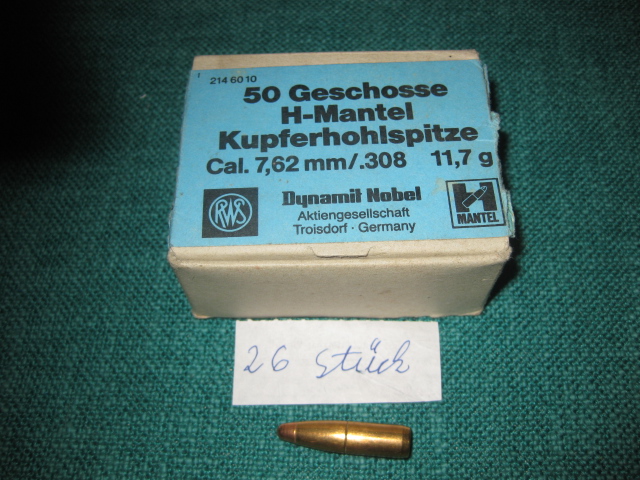 214 60 10
50 Geschosse
H-Mantel
Kupferhohlspitze
Cal. 7,62 mm/.308 11,7 g
RWS
Dynamit Nobel
Aktiengesellschaft
Troisdorf · Germany
H
MANTEL
26 Stück